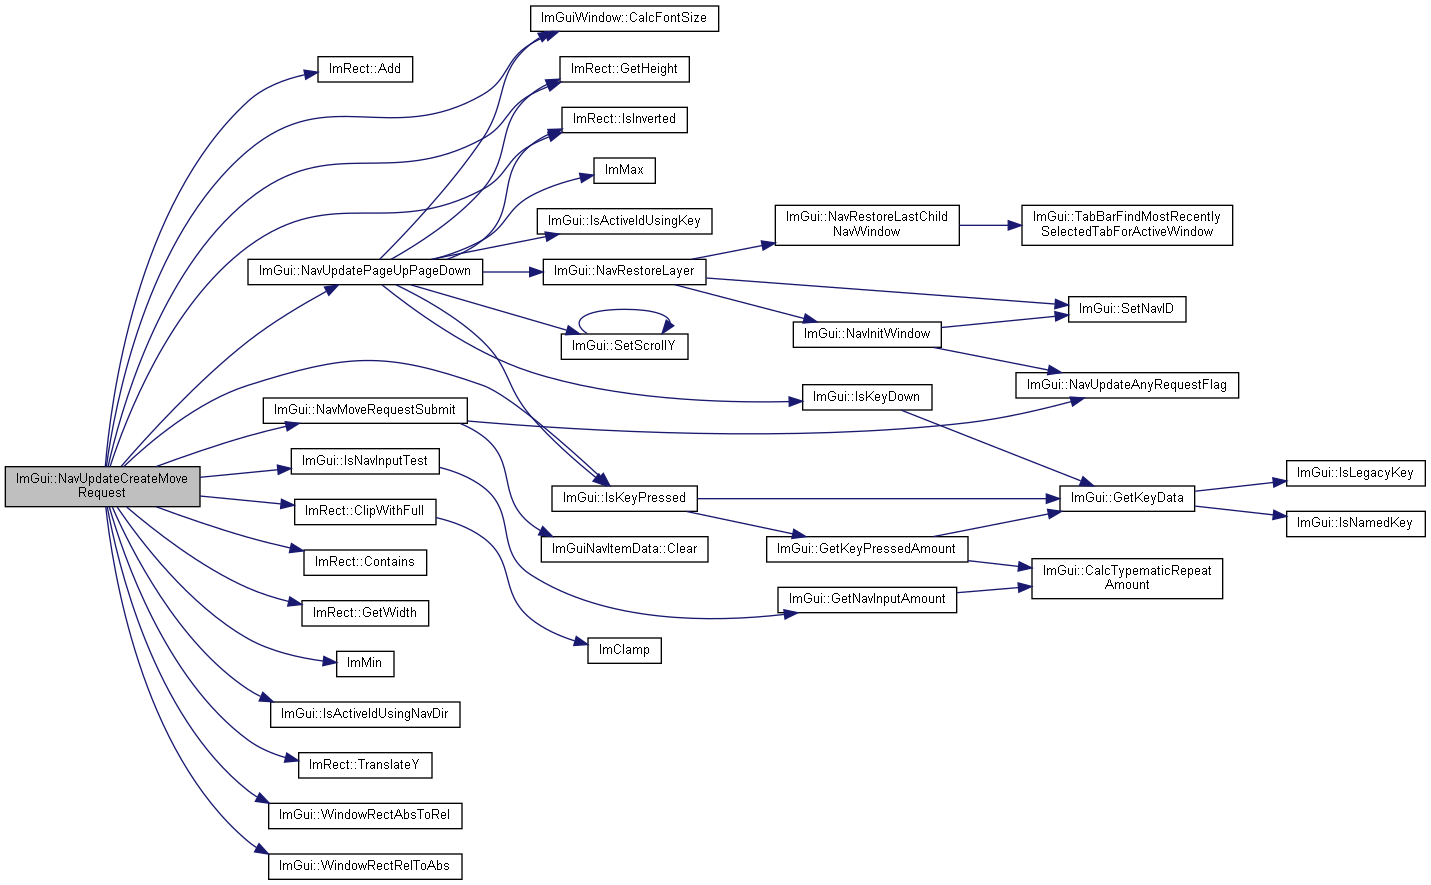 ImGuiWindow::CalcFontSize
ImRect::Add
ImRect::GetHeight
ImRect::IsInverted
ImMax
ImGui::IsActiveIdUsingKey
ImGui::NavRestoreLastChild
NavWindow
ImGui::TabBarFindMostRecently
SelectedTabForActiveWindow
ImGui::NavUpdatePageUpPageDown
ImGui::NavRestoreLayer
ImGui::SetNavID
ImGui::NavInitWindow
ImGui::SetScrollY
ImGui::NavUpdateAnyRequestFlag
ImGui::IsKeyDown
ImGui::NavMoveRequestSubmit
ImGui::IsNavInputTest
ImGui::NavUpdateCreateMove
Request
ImGui::IsKeyPressed
ImGui::GetKeyData
ImGui::IsLegacyKey
ImGui::IsNamedKey
ImRect::ClipWithFull
ImGuiNavItemData::Clear
ImGui::GetKeyPressedAmount
ImRect::Contains
ImGui::CalcTypematicRepeat
Amount
ImGui::GetNavInputAmount
ImRect::GetWidth
ImClamp
ImMin
ImGui::IsActiveIdUsingNavDir
ImRect::TranslateY
ImGui::WindowRectAbsToRel
ImGui::WindowRectRelToAbs